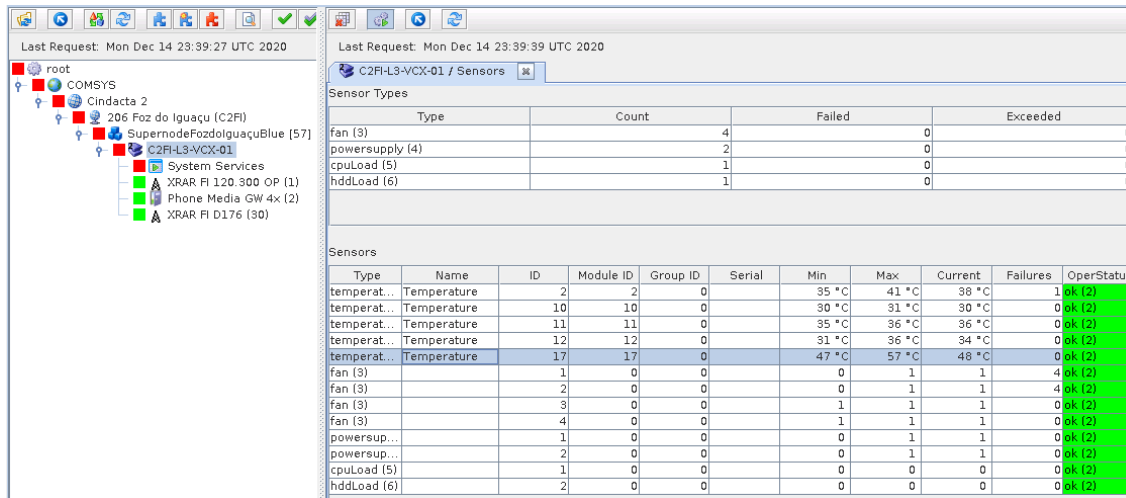 Last Request: Mon Dec 14 23:39:27 UTC 2020
root
COMSYS
Cindacta 2
206 Foz do Iguaçu (C2FI)
SupernodeFozdoIguaçuBlue [57]
C2FI-L3-VCX-01
System Services
XRAR FI 120.300 OP (1)
Phone Media GW 4x (2)
XRAR FI D176 (30)
Last Request: Mon Dec 14 23:39:39 UTC 2020
C2FI-L3-VCX-01 / Sensors
Sensor Types
Type Count Failed Exceeded
fan (3) 4 0
powersupply (4) 2 0
cpuLoad (5) 1 0
hddLoad (6) 1 0
Sensors
Type Name ID Module ID Group ID Serial Min Max Current Failures OperStatu
temperat... Temperature 2 2 0 35 °C 41 °C 38 °C 1 ok (2)
temperat... Temperature 10 10 0 30 °C 31 °C 30 °C 0 ok (2)
temperat... Temperature 11 11 0 35 °C 36 °C 36 °C 0 ok (2)
temperat... Temperature 12 12 0 31 °C 36 °C 34 °C 0 ok (2)
temperat... Temperature 17 17 0 47 °C 57 °C 48 °C 0 ok (2)
fan (3) 1 0 0 0 1 1 4 ok (2)
fan (3) 2 0 0 0 1 1 4 ok (2)
fan (3) 3 0 0 1 1 1 0 ok (2)
fan (3) 4 0 0 1 1 1 0 ok (2)
powersup... 1 0 0 0 1 1 0 ok (2)
powersup... 2 0 0 0 1 1 0 ok (2)
cpuLoad (5) 1 0 0 0 0 0 0 ok (2)
hddLoad (6) 2 0 0 0 0 0 0 ok (2)